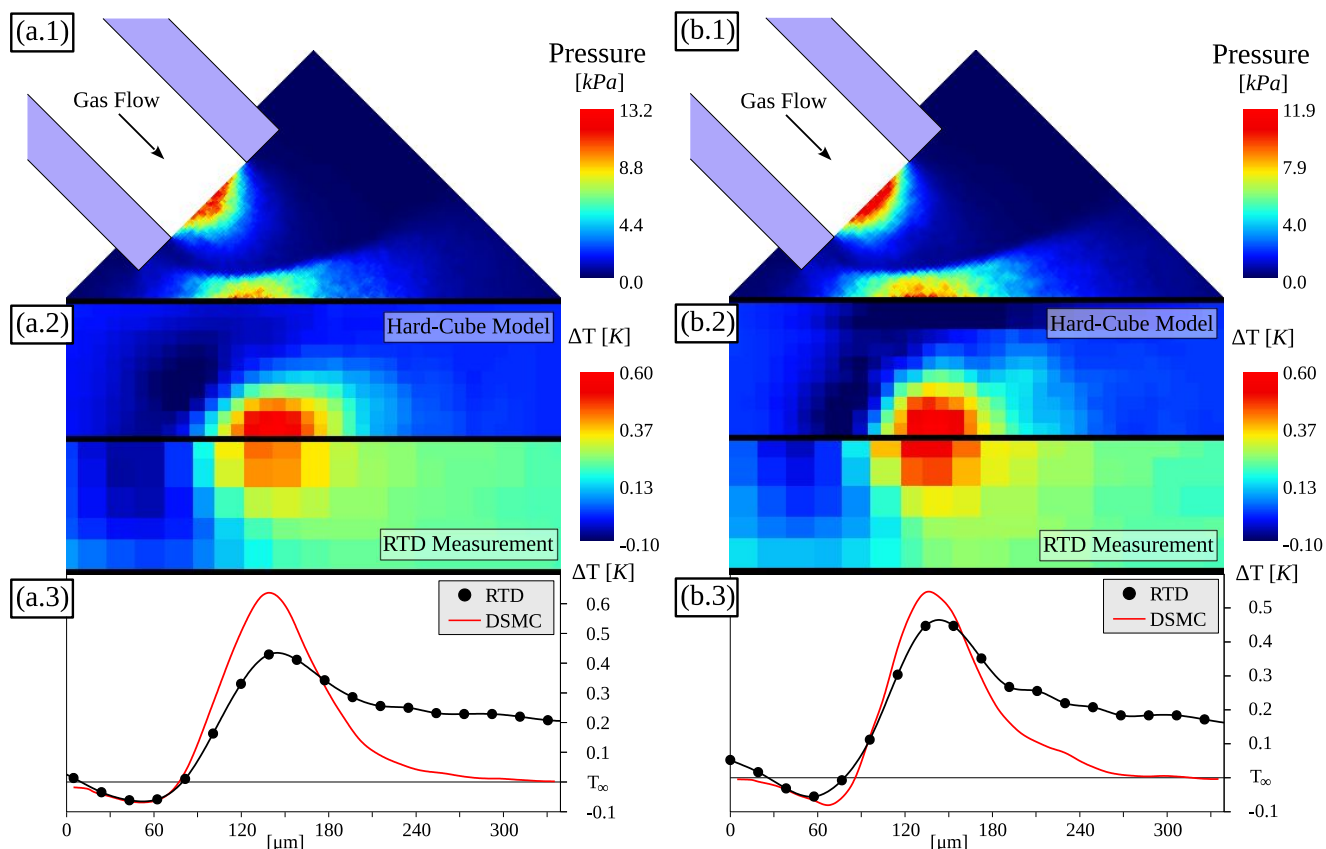 (a.1)
Gas Flow
Pressure
[kPa]
13.2
8.8
4.4
0.0
(a.2)
Hard-Cube Model
RTD Measurement
ΔT [K]
0.60
0.37
0.13
-0.10
(a.3)
RTD
DSMC
ΔT [K]
0.6
0.5
0.4
0.3
0.2
0.1
T∞
-0.1
0 60 120 180 240 300
[μm]
(b.1)
Gas Flow
Pressure
[kPa]
11.9
7.9
4.0
0.0
(b.2)
Hard-Cube Model
RTD Measurement
ΔT [K]
0.60
0.37
0.13
-0.10
(b.3)
RTD
DSMC
ΔT [K]
0.5
0.4
0.3
0.2
0.1
T∞
-0.1
0 60 120 180 240 300
[μm]